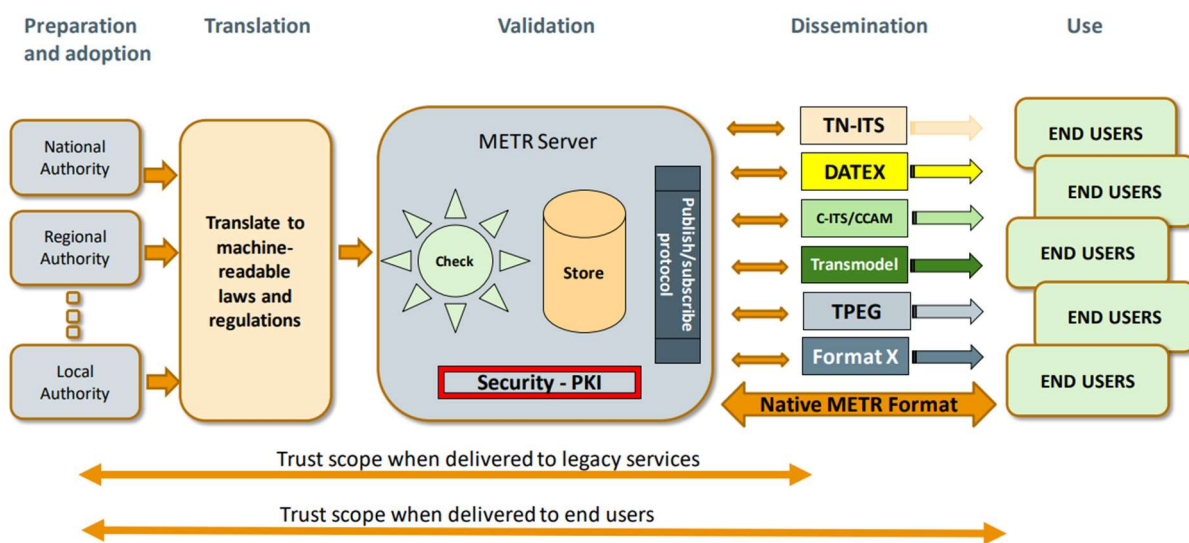 Preparation
and adoption
Translation
Validation
Dissemination
Use
National
Authority
Regional
Authority
Local
Authority
Translate to
machine-
readable
laws and
regulations
METR Server
Check
Store
Publish/subscribe
protocol
Security - PKI
TN-ITS
DATEX
C-ITS/CCAM
Transmodel
TPEG
Format X
Native METR Format
END USERS
END USERS
END USERS
END USERS
END USERS
Trust scope when delivered to legacy services
Trust scope when delivered to end users